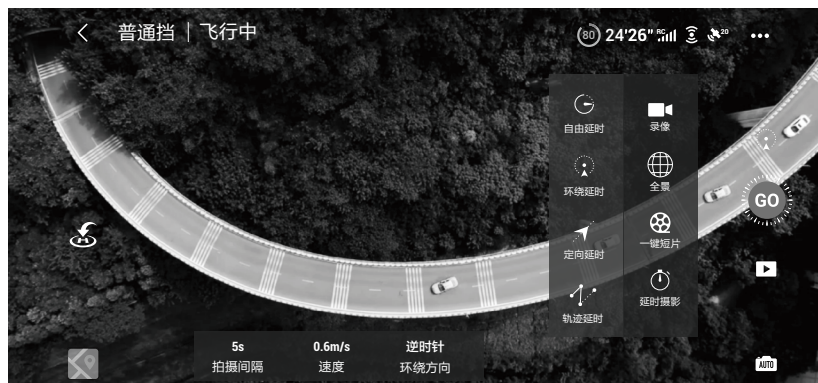 普通挡 | 飞行中
80 24'26" RC 20
自由延时
录像
环绕延时
全景
GO
定向延时
一键短片
轨迹延时
延时摄影
H
5s 0.6m/s 逆时针
拍摄间隔 速度 环绕方向
AUTO